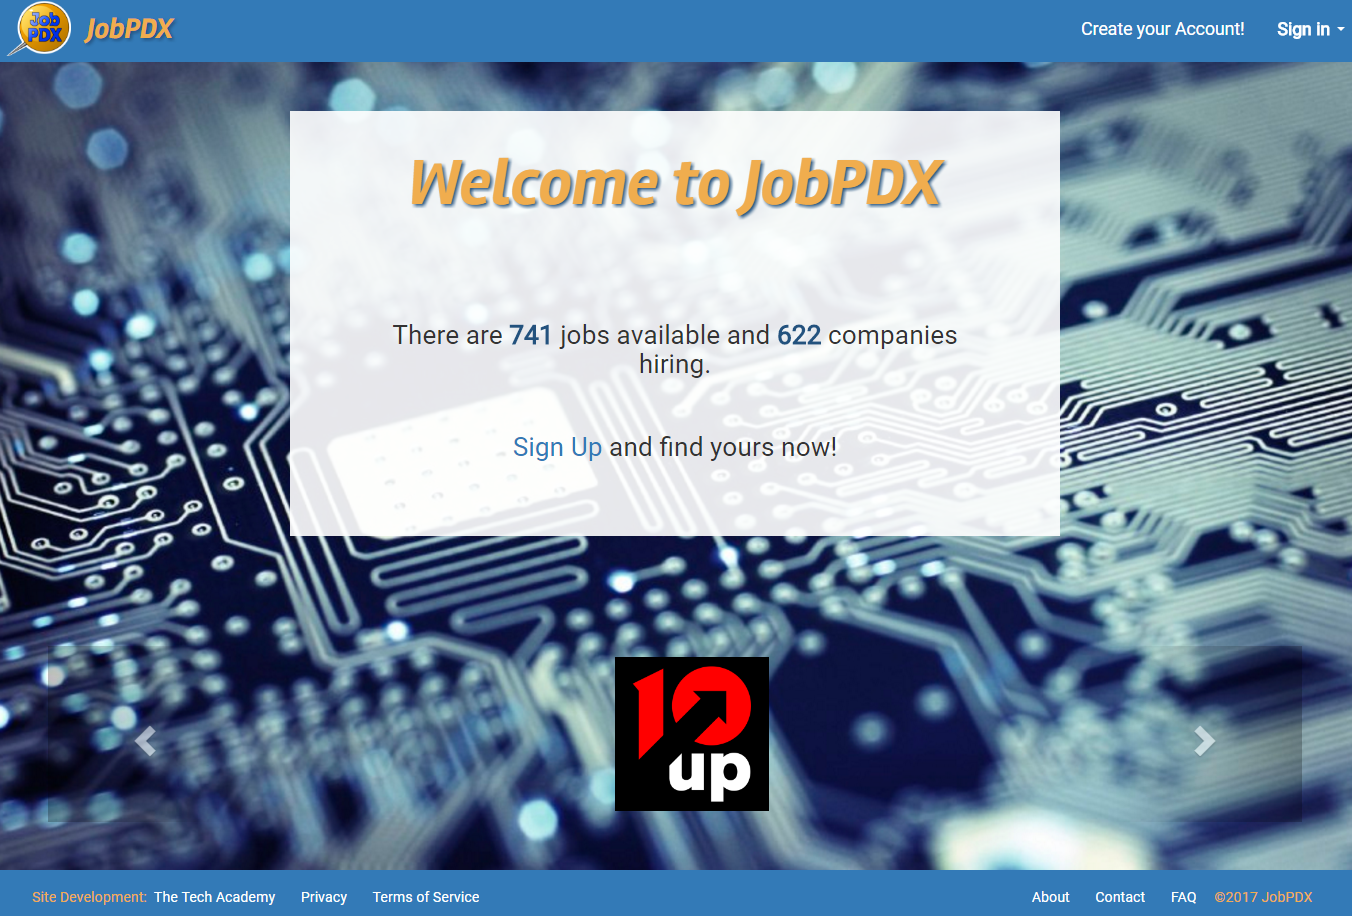 Job
PDX
JobPDX
Create your Account!
Sign in
Welcome to JobPDX
There are 741 jobs available and 622 companies
hiring.
Sign Up and find yours now!
10
up
Site Development: The Tech Academy Privacy Terms of Service
About Contact FAQ ©2017 JobPDX